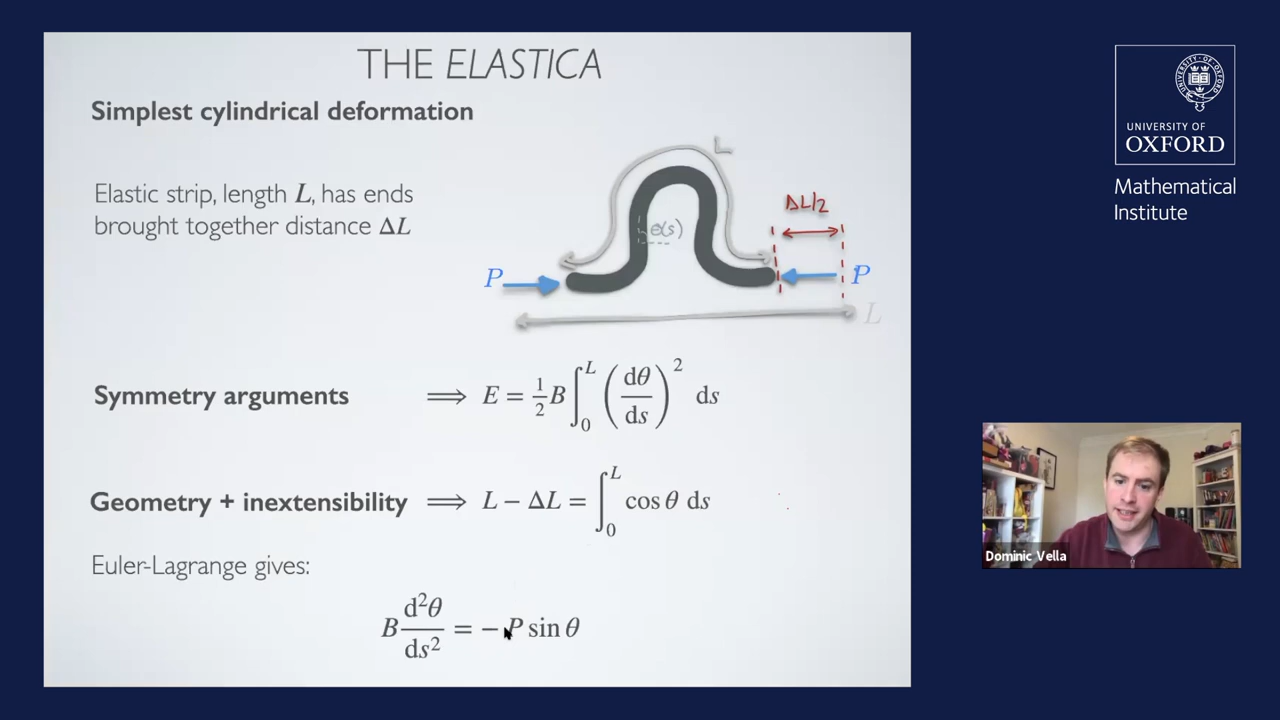 THE ELASTICA
Simplest cylindrical deformation
Elastic strip, length L, has ends
brought together distance ΔL
L
θ(s)
ΔL/2
P
P
L
Symmetry arguments ⟹ E = ½B ∫₀ᴸ (dθ/ds)² ds
Geometry + inextensibility ⟹ L − ΔL = ∫₀ᴸ cos θ ds
Euler-Lagrange gives:
B d²θ/ds² = − P sin θ
UNIVERSITY OF
OXFORD
Mathematical
Institute
Dominic Vella